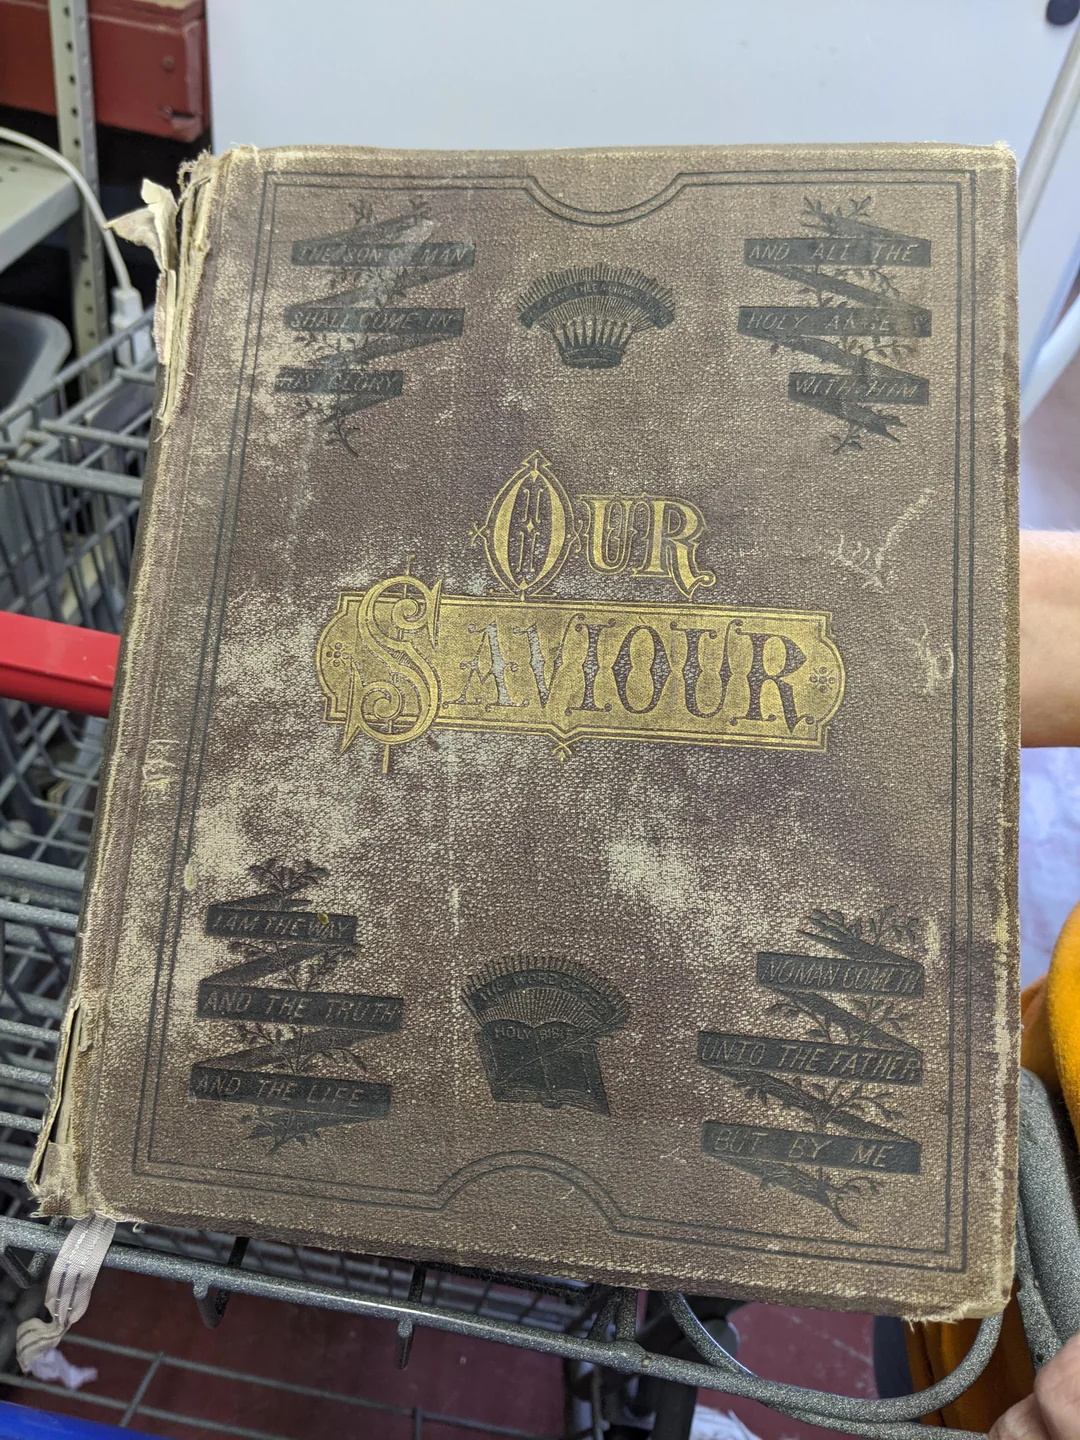 THE SON OF MAN
SHALL COME IN
HIS GLORY
AND ALL THE
HOLY ANGELS
WITH HIM
OUR
SAVIOUR
I AM THE WAY
AND THE TRUTH
AND THE LIFE
HOLY BIBLE
NO MAN COMETH
UNTO THE FATHER
BUT BY ME